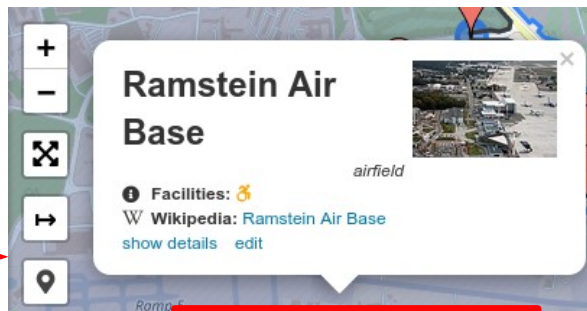 +
−
Ramstein Air
Base
×
airfield
Facilities:
W Wikipedia: Ramstein Air Base
show details edit
Ramp 5